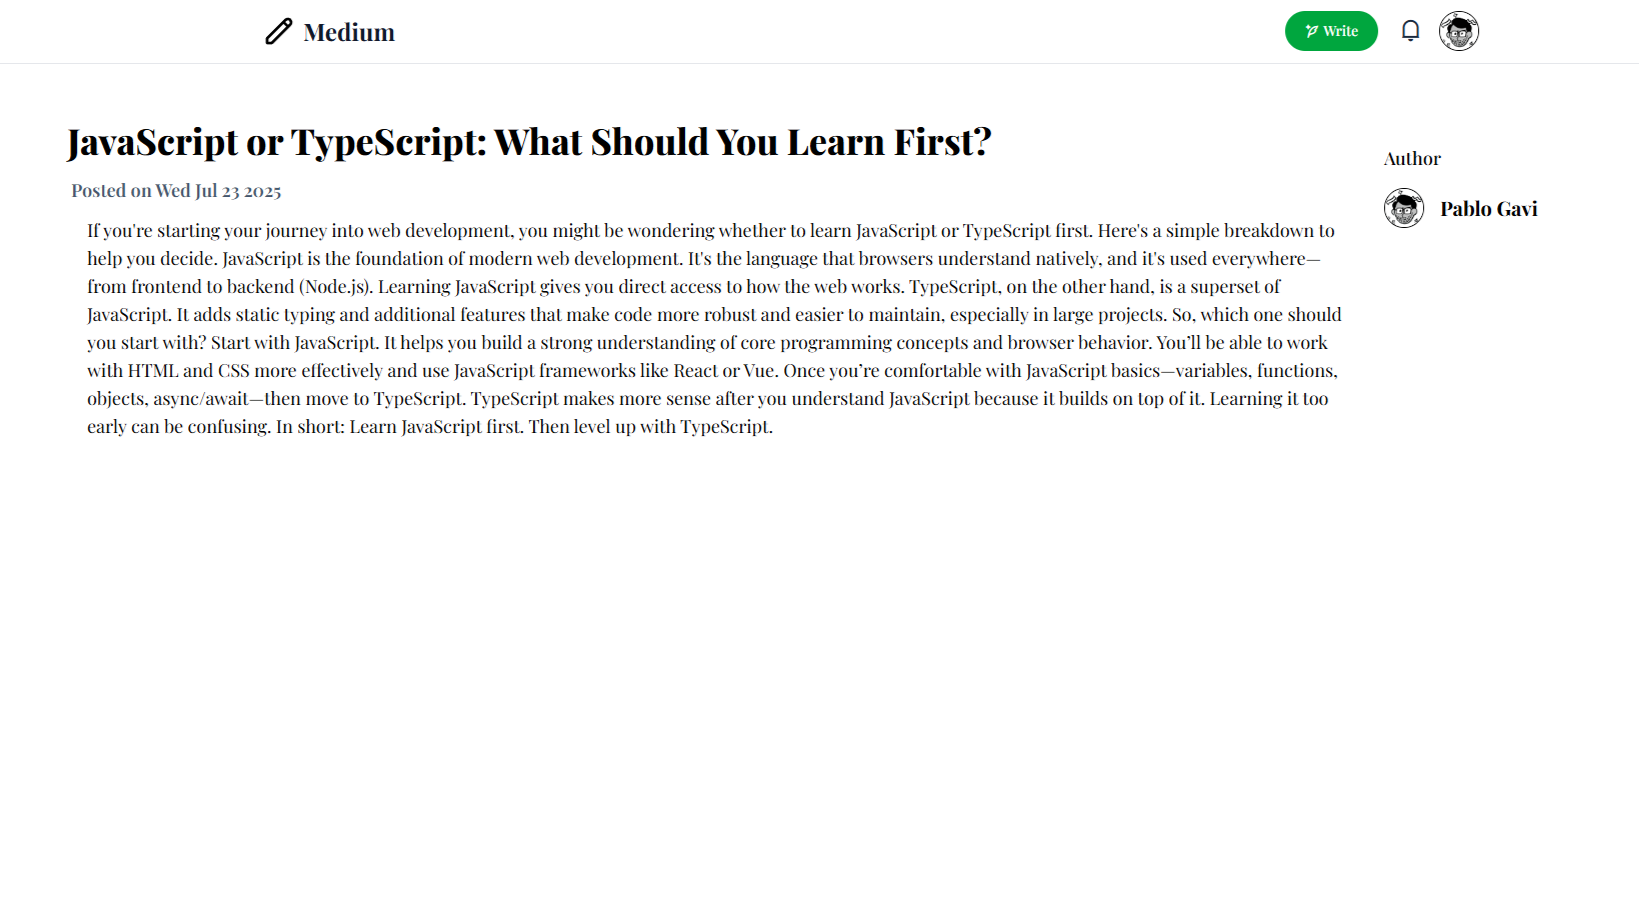 Medium
Write
JavaScript or TypeScript: What Should You Learn First?
Posted on Wed Jul 23 2025
If you're starting your journey into web development, you might be wondering whether to learn JavaScript or TypeScript first. Here's a simple breakdown to
help you decide. JavaScript is the foundation of modern web development. It's the language that browsers understand natively, and it's used everywhere—
from frontend to backend (Node.js). Learning JavaScript gives you direct access to how the web works. TypeScript, on the other hand, is a superset of
JavaScript. It adds static typing and additional features that make code more robust and easier to maintain, especially in large projects. So, which one should
you start with? Start with JavaScript. It helps you build a strong understanding of core programming concepts and browser behavior. You’ll be able to work
with HTML and CSS more effectively and use JavaScript frameworks like React or Vue. Once you’re comfortable with JavaScript basics—variables, functions,
objects, async/await—then move to TypeScript. TypeScript makes more sense after you understand JavaScript because it builds on top of it. Learning it too
early can be confusing. In short: Learn JavaScript first. Then level up with TypeScript.
Author
Pablo Gavi